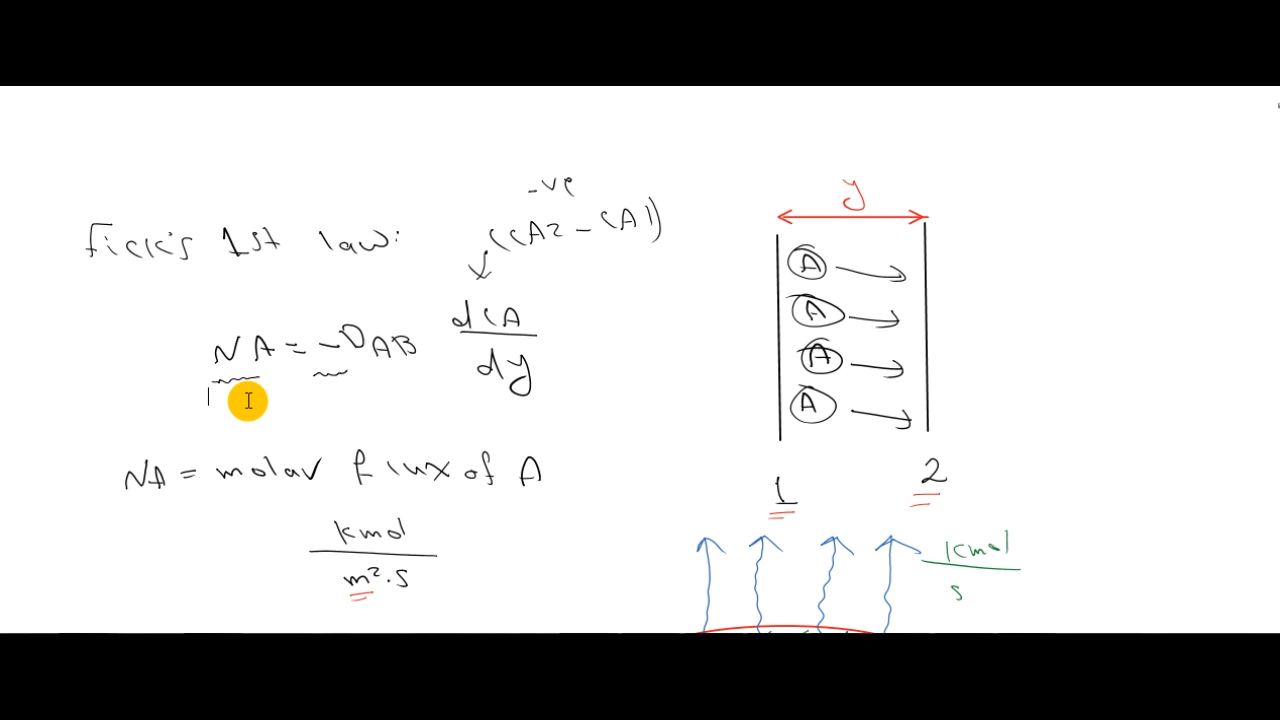 Fick's 1st law:
-ve
(CA2 - CA1)
NA = -DAB dCA
dy
NA = molar flux of A
kmol
m².s
y
A
A
A
A
1
2
kmol
s